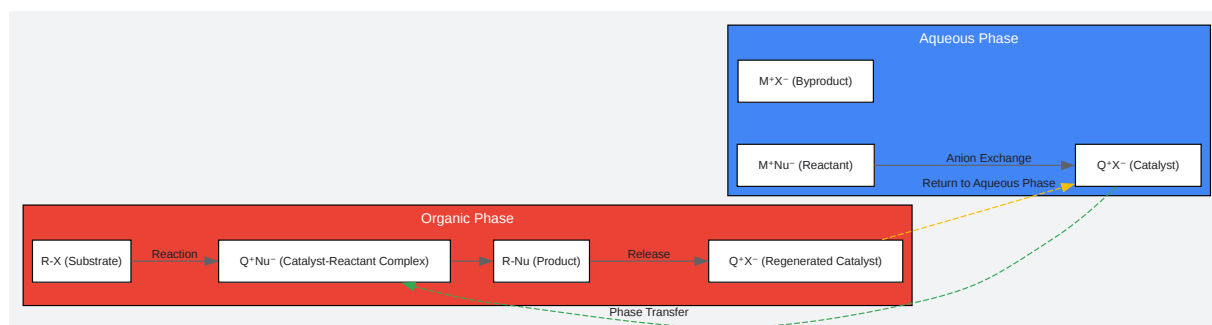 Aqueous Phase
M⁺X⁻ (Byproduct)
M⁺Nu⁻ (Reactant)
Anion Exchange
Q⁺X⁻ (Catalyst)
Return to Aqueous Phase
Organic Phase
R-X (Substrate)
Reaction
Q⁺Nu⁻ (Catalyst-Reactant Complex)
R-Nu (Product)
Release
Q⁺X⁻ (Regenerated Catalyst)
Phase Transfer